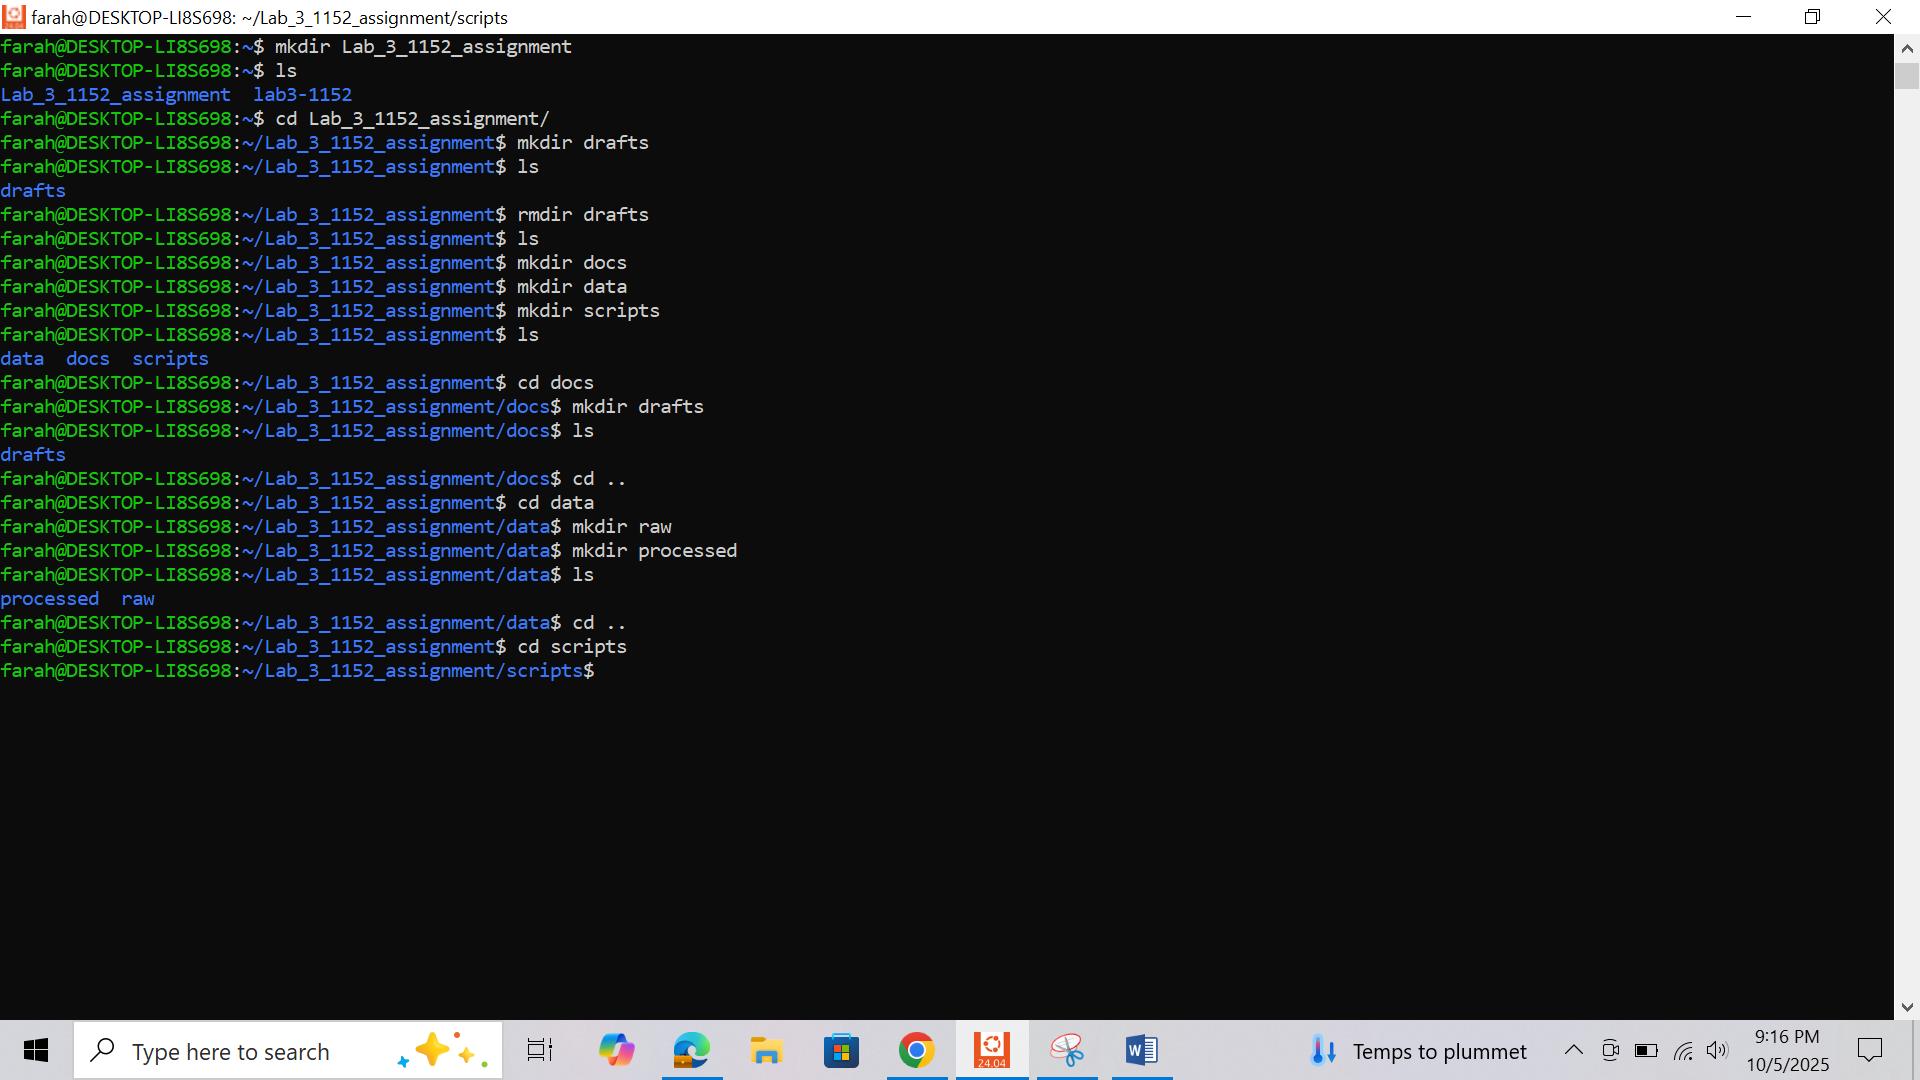 farah@DESKTOP-LI8S698: ~/Lab_3_1152_assignment/scripts
farah@DESKTOP-LI8S698:~$ mkdir Lab_3_1152_assignment
farah@DESKTOP-LI8S698:~$ ls
Lab_3_1152_assignment  lab3-1152
farah@DESKTOP-LI8S698:~$ cd Lab_3_1152_assignment/
farah@DESKTOP-LI8S698:~/Lab_3_1152_assignment$ mkdir drafts
farah@DESKTOP-LI8S698:~/Lab_3_1152_assignment$ ls
drafts
farah@DESKTOP-LI8S698:~/Lab_3_1152_assignment$ rmdir drafts
farah@DESKTOP-LI8S698:~/Lab_3_1152_assignment$ ls
farah@DESKTOP-LI8S698:~/Lab_3_1152_assignment$ mkdir docs
farah@DESKTOP-LI8S698:~/Lab_3_1152_assignment$ mkdir data
farah@DESKTOP-LI8S698:~/Lab_3_1152_assignment$ mkdir scripts
farah@DESKTOP-LI8S698:~/Lab_3_1152_assignment$ ls
data  docs  scripts
farah@DESKTOP-LI8S698:~/Lab_3_1152_assignment$ cd docs
farah@DESKTOP-LI8S698:~/Lab_3_1152_assignment/docs$ mkdir drafts
farah@DESKTOP-LI8S698:~/Lab_3_1152_assignment/docs$ ls
drafts
farah@DESKTOP-LI8S698:~/Lab_3_1152_assignment/docs$ cd ..
farah@DESKTOP-LI8S698:~/Lab_3_1152_assignment$ cd data
farah@DESKTOP-LI8S698:~/Lab_3_1152_assignment/data$ mkdir raw
farah@DESKTOP-LI8S698:~/Lab_3_1152_assignment/data$ mkdir processed
farah@DESKTOP-LI8S698:~/Lab_3_1152_assignment/data$ ls
processed  raw
farah@DESKTOP-LI8S698:~/Lab_3_1152_assignment/data$ cd ..
farah@DESKTOP-LI8S698:~/Lab_3_1152_assignment$ cd scripts
farah@DESKTOP-LI8S698:~/Lab_3_1152_assignment/scripts$
Type here to search
24.04
W
Temps to plummet
9:16 PM
10/5/2025